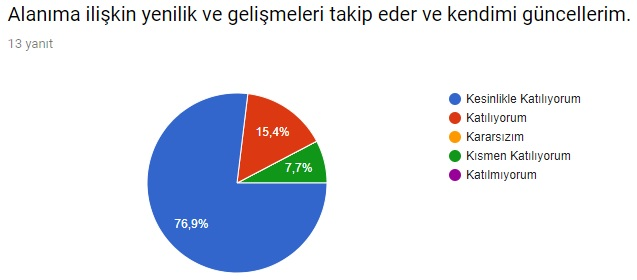 Alanıma ilişkin yenilik ve gelişmeleri takip eder ve kendimi güncellerim.
13 yanıt
15,4%
7,7%
76,9%
Kesinlikle Katılıyorum
Katılıyorum
Kararsızım
Kısmen Katılıyorum
Katılmıyorum